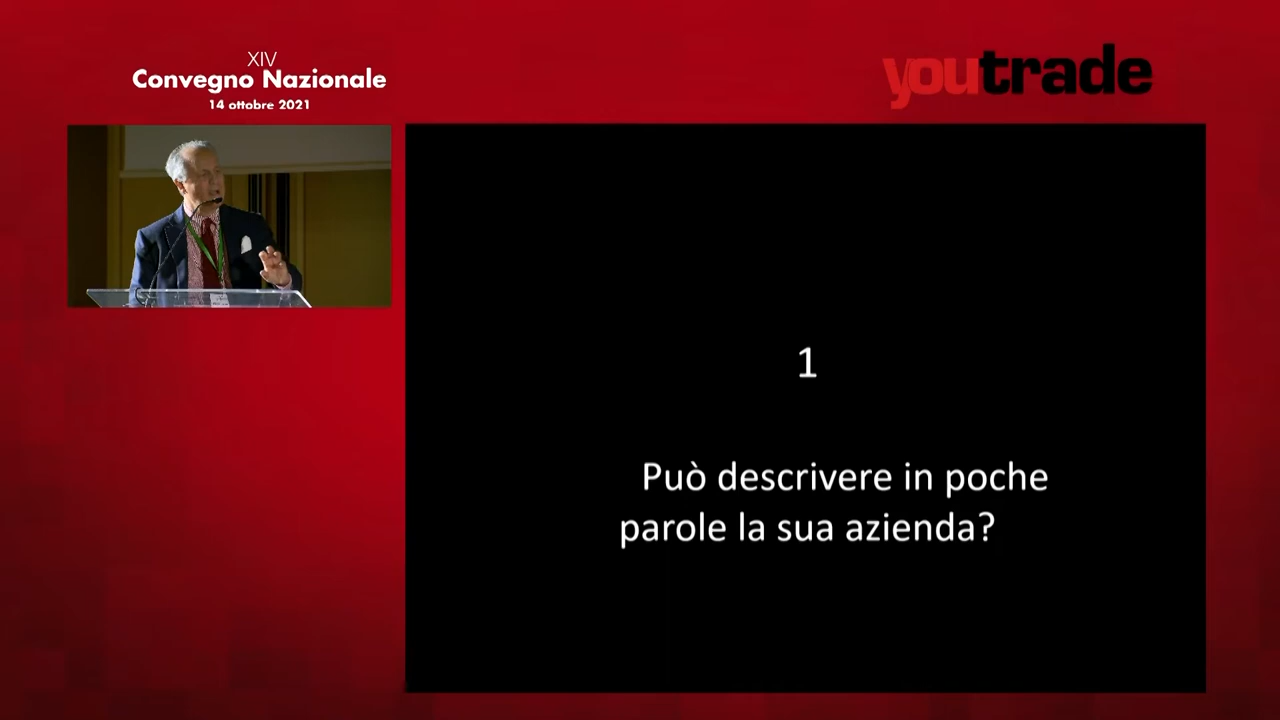 XIV
Convegno Nazionale
14 ottobre 2021
youtrade
1
Può descrivere in poche
parole la sua azienda?